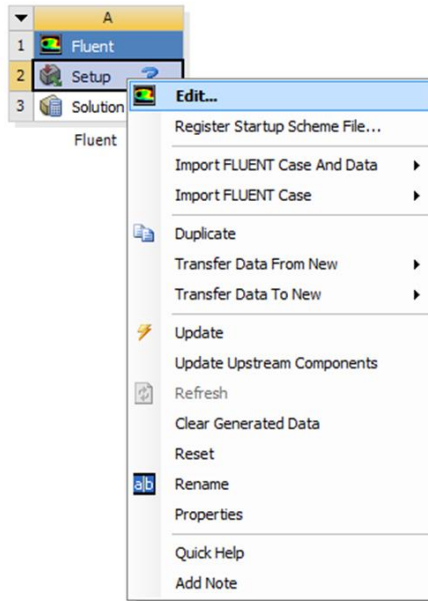 A
1 Fluent
2 Setup ?
3 Solution
Fluent
Edit...
Register Startup Scheme File...
Import FLUENT Case And Data
Import FLUENT Case
Duplicate
Transfer Data From New
Transfer Data To New
Update
Update Upstream Components
Refresh
Clear Generated Data
Reset
a|b Rename
Properties
Quick Help
Add Note